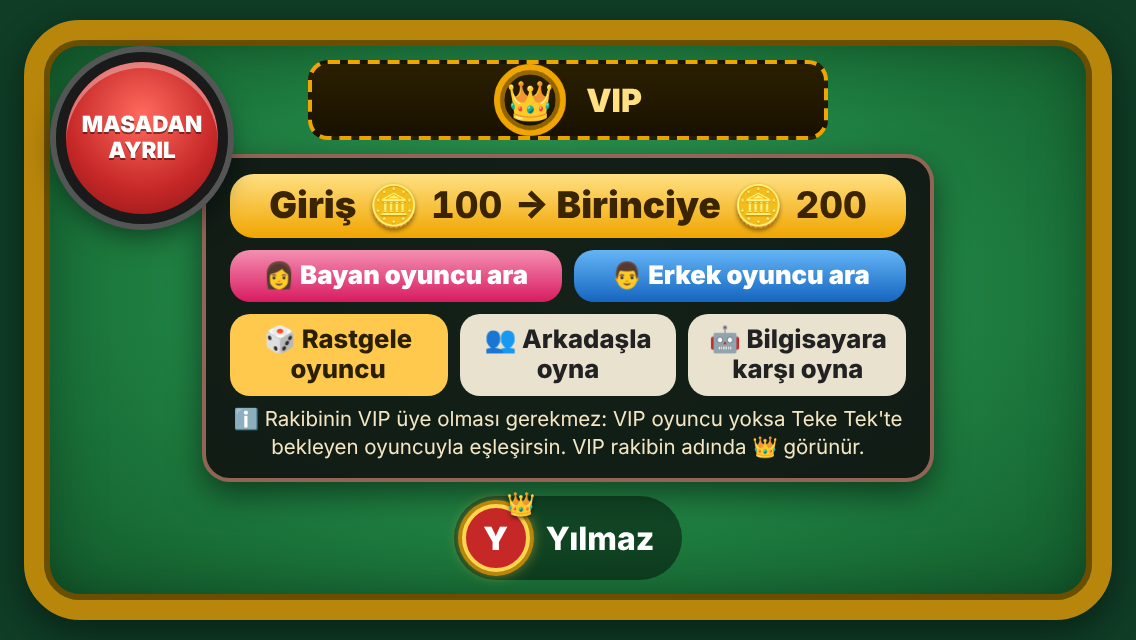 MASADAN
AYRIL
VIP
Giriş 🪙 100 → Birinciye 🪙 200
👩 Bayan oyuncu ara
👨 Erkek oyuncu ara
🎲 Rastgele
oyuncu
👥 Arkadaşla
oyna
🤖 Bilgisayara
karşı oyna
ℹ️ Rakibinin VIP üye olması gerekmez: VIP oyuncu yoksa Teke Tek'te
bekleyen oyuncuyla eşleşirsin. VIP rakibin adında 👑 görünür.
Y Yılmaz